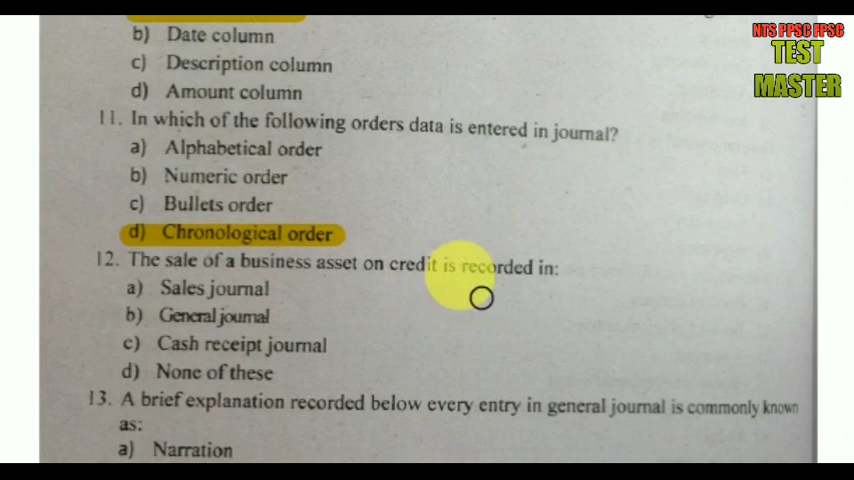 NTS PPSC FPSC
TEST
MASTER
b) Date column
c) Description column
d) Amount column
11. In which of the following orders data is entered in journal?
a) Alphabetical order
b) Numeric order
c) Bullets order
d) Chronological order
12. The sale of a business asset on credit is recorded in:
a) Sales journal
b) General journal
c) Cash receipt journal
d) None of these
13. A brief explanation recorded below every entry in general journal is commonly known
as:
a) Narration